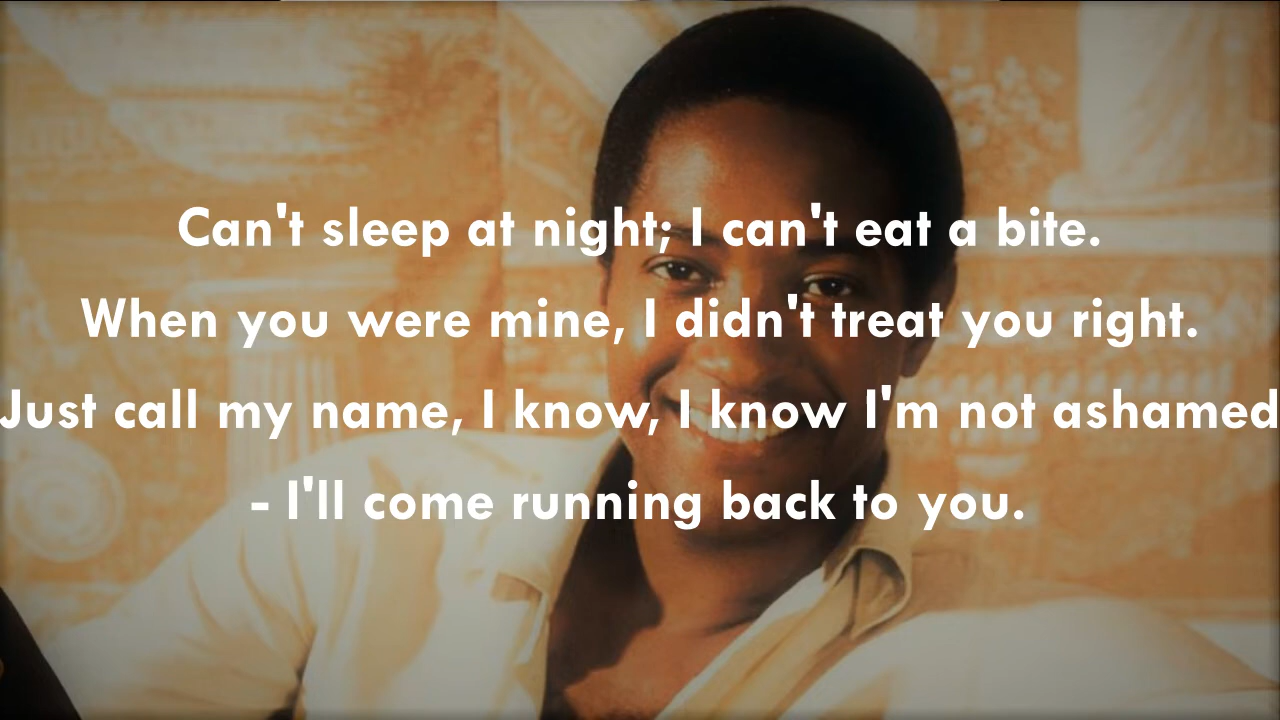 Can't sleep at night; I can't eat a bite.
When you were mine, I didn't treat you right.
Just call my name, I know, I know I'm not ashamed
- I'll come running back to you.